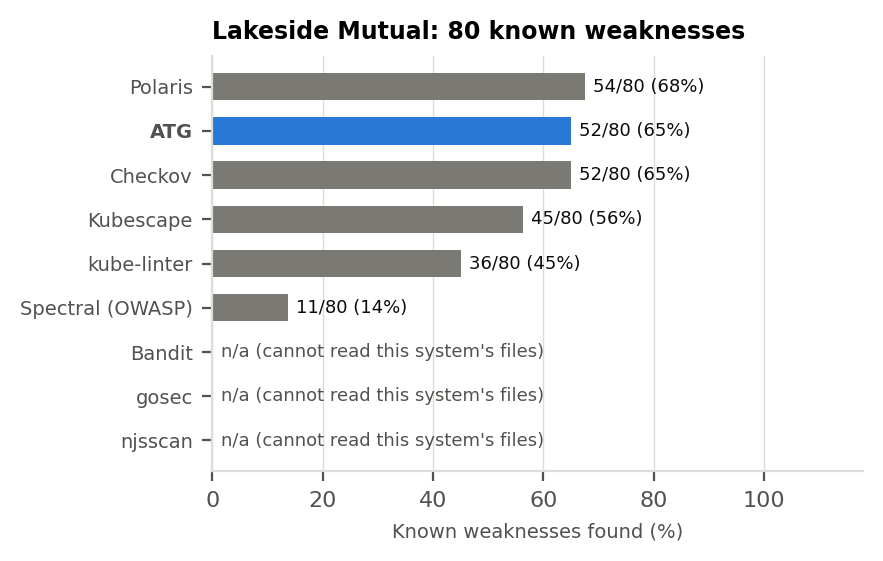 Lakeside Mutual: 80 known weaknesses
Polaris 54/80 (68%)
ATG 52/80 (65%)
Checkov 52/80 (65%)
Kubescape 45/80 (56%)
kube-linter 36/80 (45%)
Spectral (OWASP) 11/80 (14%)
Bandit n/a (cannot read this system's files)
gosec n/a (cannot read this system's files)
njsscan n/a (cannot read this system's files)
0 20 40 60 80 100
Known weaknesses found (%)